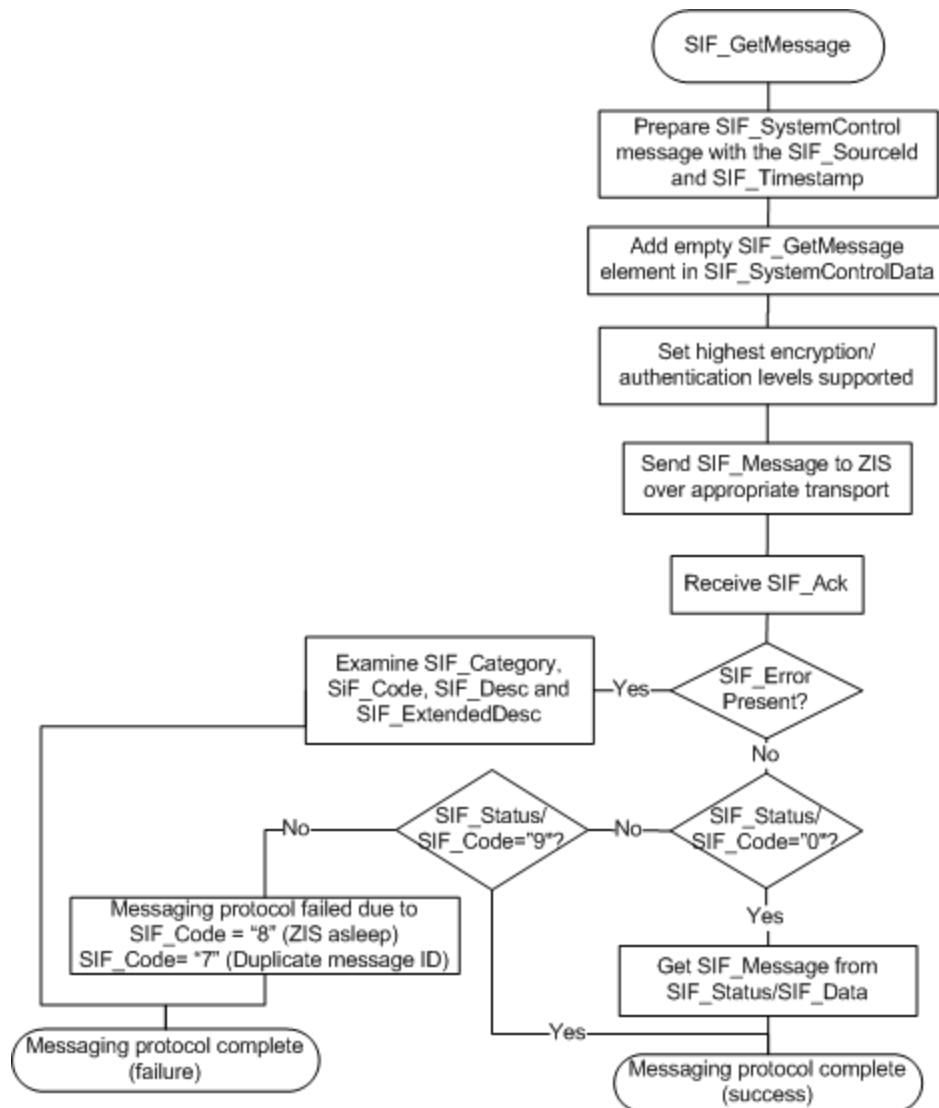 SIF_GetMessage
Prepare SIF_SystemControl
message with the SIF_SourceId
and SIF_Timestamp
Add empty SIF_GetMessage
element in SIF_SystemControlData
Set highest encryption/
authentication levels supported
Send SIF_Message to ZIS
over appropriate transport
Receive SIF_Ack
SIF_Error
Present?
Yes
Examine SIF_Category,
SiF_Code, SIF_Desc and
SIF_ExtendedDesc
No
SIF_Status/
SIF_Code="0"?
No
SIF_Status/
SIF_Code="9"?
No
Messaging protocol failed due to
SIF_Code = “8” (ZIS asleep)
SIF_Code= “7” (Duplicate message ID)
Yes
Get SIF_Message from
SIF_Status/SIF_Data
Yes
Messaging protocol complete
(failure)
Messaging protocol complete
(success)